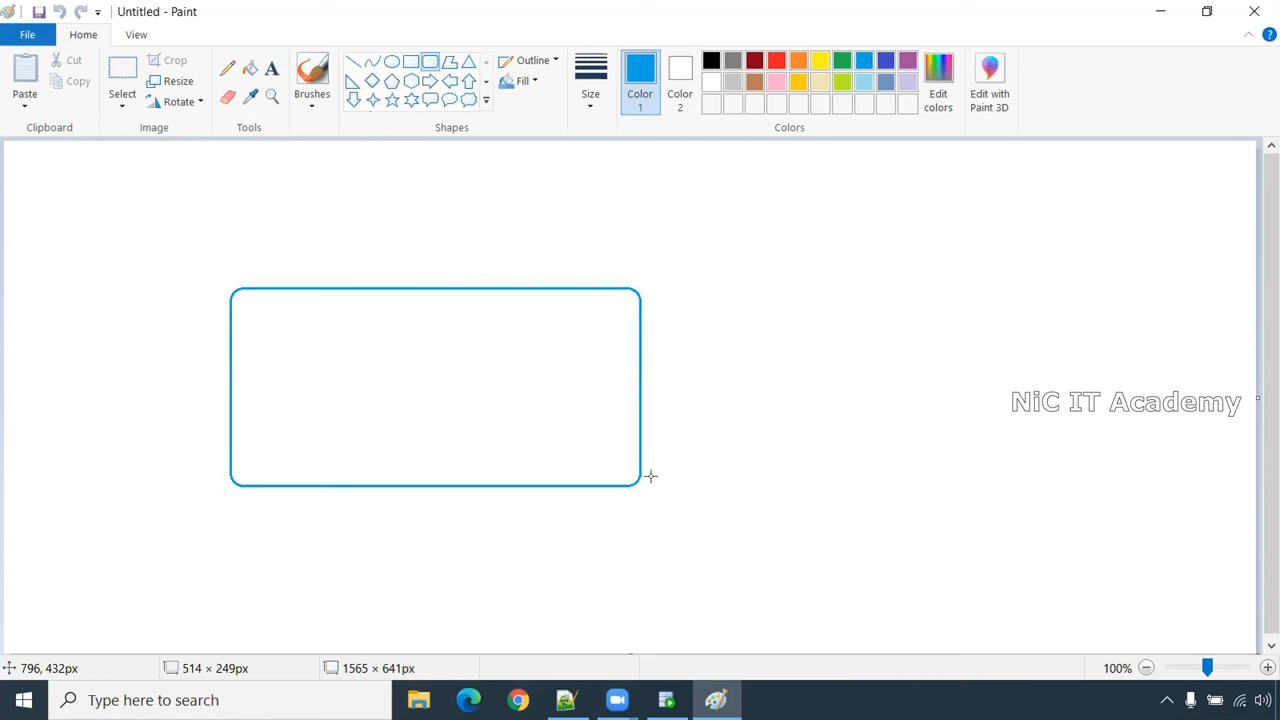 Untitled - Paint
File
Home
View
Paste
Cut
Copy
Clipboard
Select
Crop
Resize
Rotate
Image
Tools
Brushes
Outline
Fill
Shapes
Size
Color
1
Color
2
Edit
colors
Colors
Edit with
Paint 3D
NiC IT Academy
796, 432px
514 × 249px
1565 × 641px
100%
Type here to search